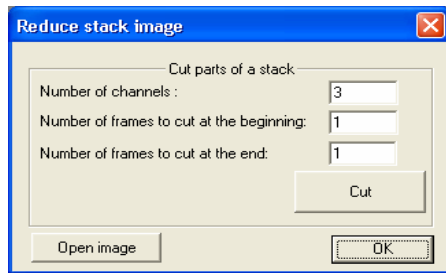 Reduce stack image
Cut parts of a stack
Number of channels : 3
Number of frames to cut at the beginning: 1
Number of frames to cut at the end: 1
Cut
Open image OK